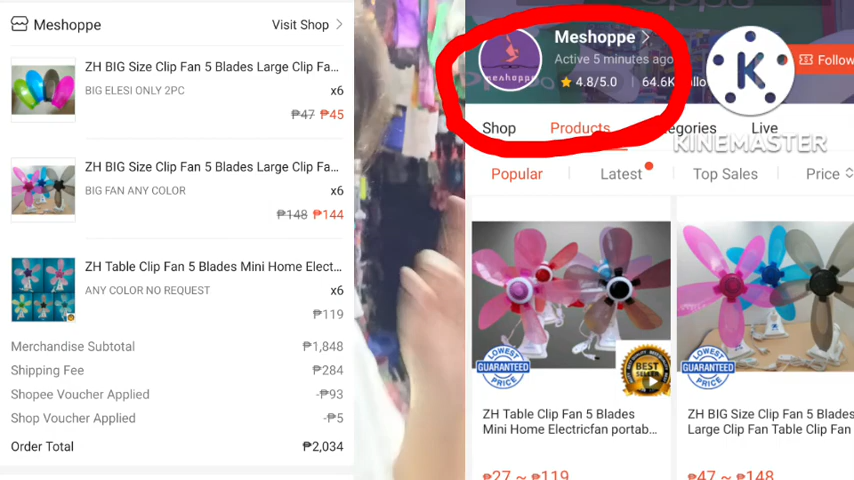 Meshoppe
Visit Shop
ZH BIG Size Clip Fan 5 Blades Large Clip Fa...
BIG ELESI ONLY 2PC
x6
₱47 ₱45
ZH BIG Size Clip Fan 5 Blades Large Clip Fa...
BIG FAN ANY COLOR
x6
₱148 ₱144
ZH Table Clip Fan 5 Blades Mini Home Elect...
ANY COLOR NO REQUEST
x6
₱119
Merchandise Subtotal ₱1,848
Shipping Fee ₱284
Shopee Voucher Applied -₱93
Shop Voucher Applied -₱5
Order Total ₱2,034
meshoppe
Meshoppe
Active 5 minutes ago
4.8/5.0 64.6K
Follow
K
KINEMASTER
Shop Products egories Live
Popular Latest Top Sales Price
LOWEST
GUARANTEED
PRICE
BEST
SELLER
LOWEST
GUARANTEED
PRICE
ZH Table Clip Fan 5 Blades
Mini Home Electricfan portab...
₱27 ~ ₱119
ZH BIG Size Clip Fan 5 Blades
Large Clip Fan Table Clip Fan
₱47 ~ ₱148